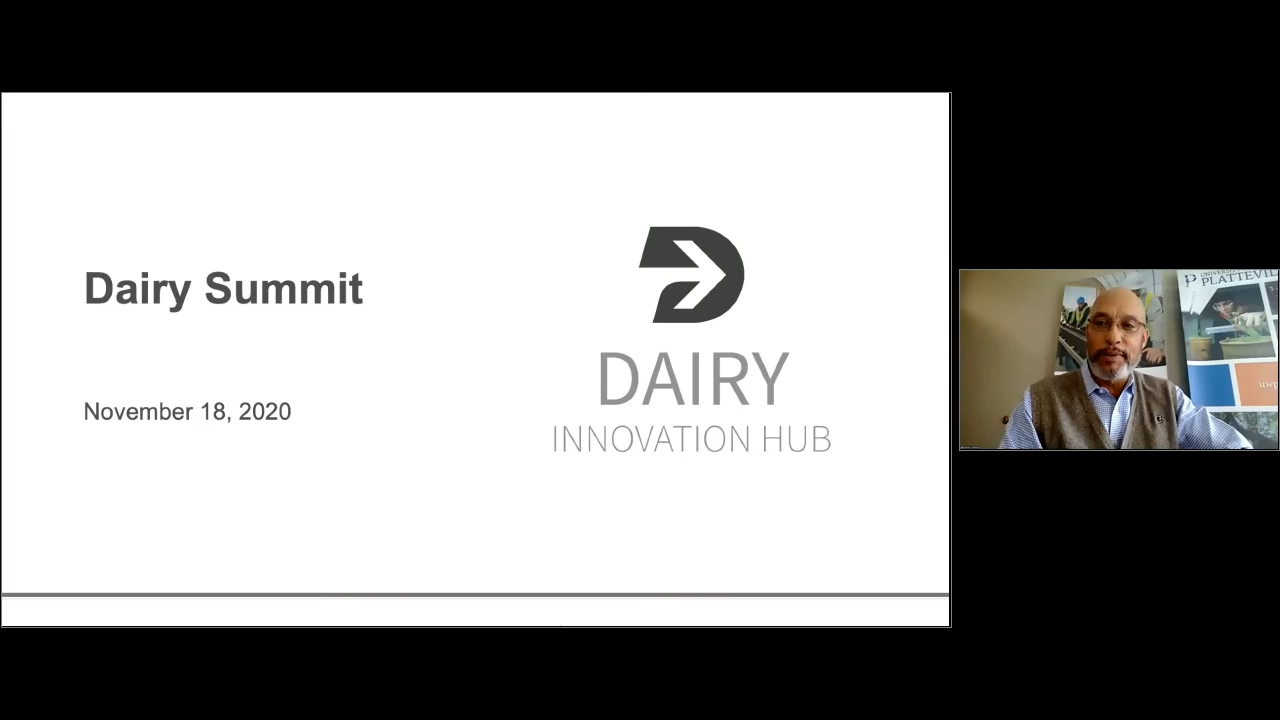 Dairy Summit
November 18, 2020
DAIRY
INNOVATION HUB
PLATTEVIL